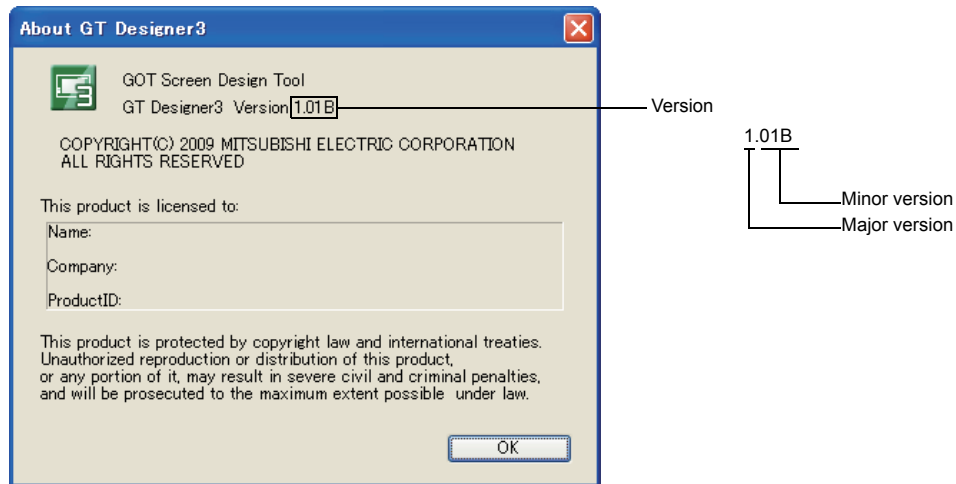 About GT Designer3
GOT Screen Design Tool
GT Designer3 Version 1.01B
Version
COPYRIGHT(C) 2009 MITSUBISHI ELECTRIC CORPORATION
ALL RIGHTS RESERVED
1.01B
Minor version
Major version
This product is licensed to:
Name:
Company:
ProductID:
This product is protected by copyright law and international treaties.
Unauthorized reproduction or distribution of this product,
or any portion of it, may result in severe civil and criminal penalties,
and will be prosecuted to the maximum extent possible under law.
OK